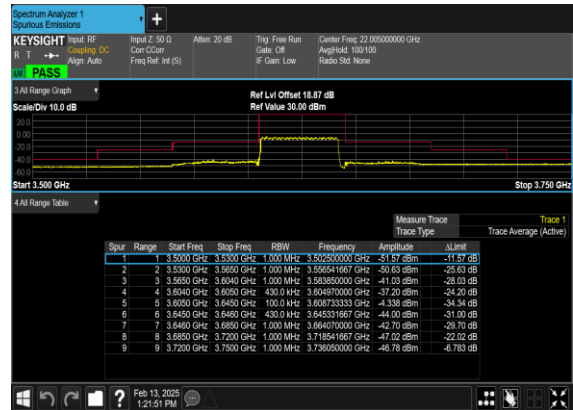 Spectrum Analyzer 1
Spurious Emissions
KEYSIGHT Input: RF Input Z: 50 Ω Atten: 20 dB Trig: Free Run Center Freq: 22.005000000 GHz
R T Coupling: DC Corr CCorr Gate: Off Avg|Hold: 100/100
Align: Auto Freq Ref: Int (S) IF Gain: Low Radio Std: None
PASS
3 All Range Graph
Scale/Div 10.0 dB
Ref Lvl Offset 18.87 dB
Ref Value 30.00 dBm
20.0
0.00
-20.0
-40.0
-60.0
Start 3.500 GHz Stop 3.750 GHz
4 All Range Table
Measure Trace Trace 1
Trace Type Trace Average (Active)
Spur Range Start Freq Stop Freq RBW Frequency Amplitude ΔLimit
1 1 3.5000 GHz 3.5300 GHz 1.000 MHz 3.502500000 GHz -51.57 dBm -11.57 dB
2 2 3.5300 GHz 3.5650 GHz 1.000 MHz 3.556541667 GHz -50.63 dBm -25.63 dB
3 3 3.5650 GHz 3.6040 GHz 1.000 MHz 3.583850000 GHz -41.03 dBm -28.03 dB
4 4 3.6040 GHz 3.6050 GHz 430.0 kHz 3.604970000 GHz -37.20 dBm -24.20 dB
5 5 3.6050 GHz 3.6450 GHz 100.0 kHz 3.608733333 GHz -4.338 dBm -34.34 dB
6 6 3.6450 GHz 3.6460 GHz 430.0 kHz 3.645331667 GHz -44.00 dBm -31.00 dB
7 7 3.6460 GHz 3.6850 GHz 1.000 MHz 3.664070000 GHz -42.70 dBm -29.70 dB
8 8 3.6850 GHz 3.7200 GHz 1.000 MHz 3.718541667 GHz -47.02 dBm -22.02 dB
9 9 3.7200 GHz 3.7500 GHz 1.000 MHz 3.736050000 GHz -46.78 dBm -6.783 dB
Feb 13, 2025
1:21:51 PM